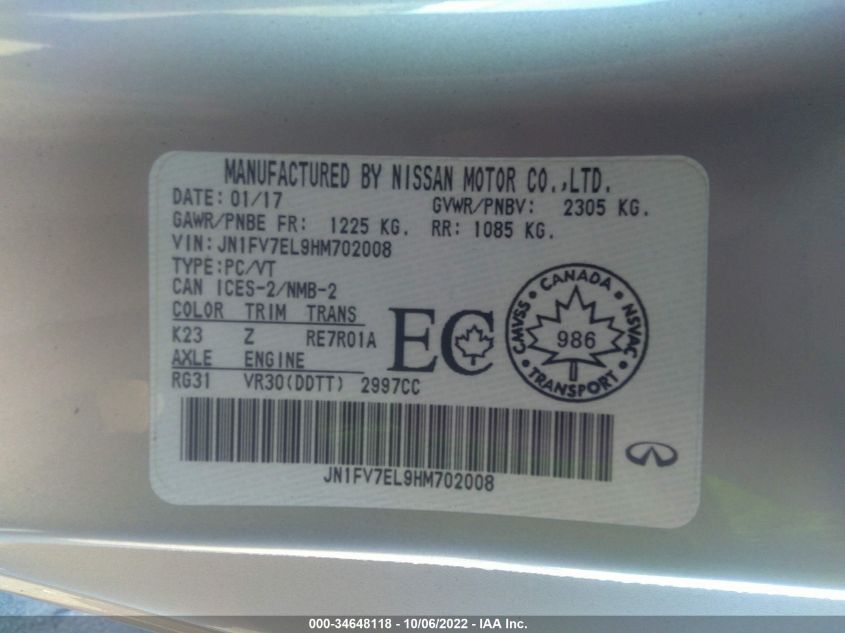 MANUFACTURED BY NISSAN MOTOR CO.,LTD.
DATE: 01/17 GVWR/PNBV: 2305 KG.
GAWR/PNBE FR: 1225 KG. RR: 1085 KG.
VIN: JN1FV7EL9HM702008
TYPE:PC/VT
CAN ICES-2/NMB-2
COLOR TRIM TRANS
K23 Z RE7R01A
AXLE ENGINE
RG31 VR30(DDTT) 2997CC
EC
CANADA
CMVSS
NSVAC
986
TRANSPORT
JN1FV7EL9HM702008
000-34648118 - 10/06/2022 - IAA Inc.